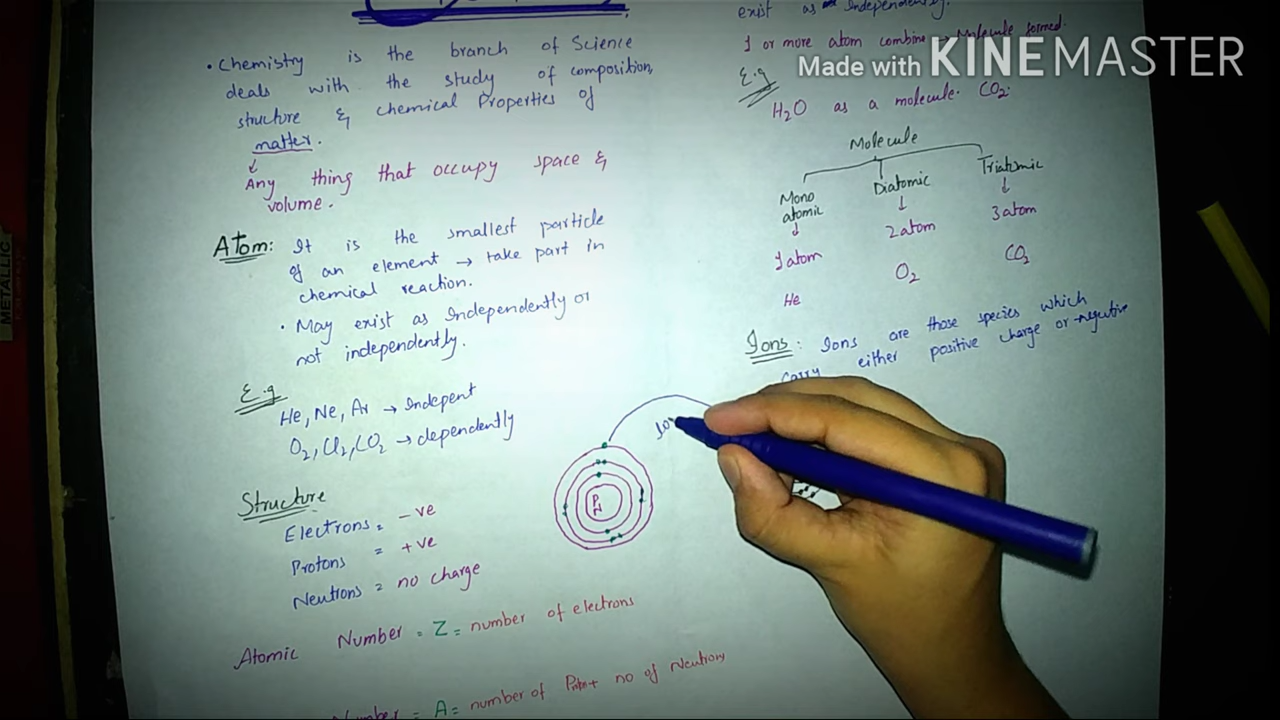 • Chemistry is the branch of Science
deals with the study of composition,
structure & chemical Properties of
matter.
Any thing that occupy space &
volume.
Atom: It is the smallest particle
of an element → take part in
chemical reaction.
• May exist as Independently or
not independently.
E.g
He, Ne, Ar → Indepent
O2, Cl2, CO2 → dependently
Structure
Electrons = -ve
Protons = +ve
Neutrons = no charge
Atomic Number = Z = number of electrons
Number = A = number of Proton + no of Neutrons
P
N
exist as Independently.
1 or more atom combine → Molecule formed.
E.g
H2O as a molecule. CO2.
Molecule
Mono atomic
Diatomic
Triatomic
1 atom
2 atom
3 atom
He
O2
CO2
Ions: Ions are those species which
carry either positive charge or negative
Made with KINEMASTER
METALLIC